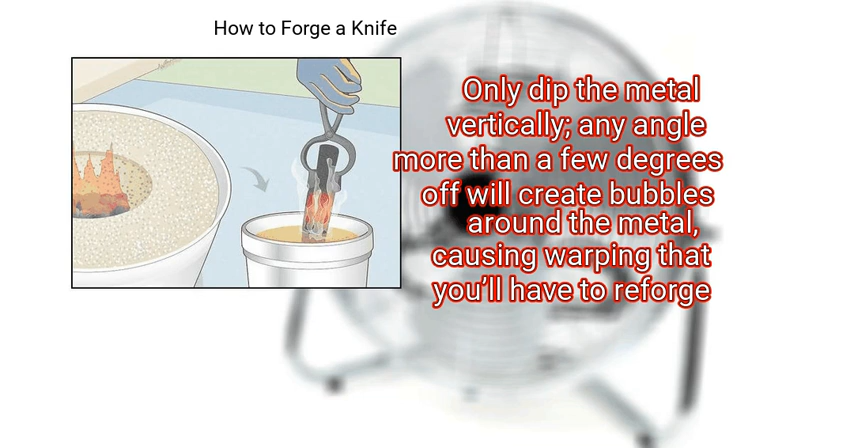 How to Forge a Knife
Only dip the metal
vertically; any angle
more than a few degrees
off will create bubbles
around the metal,
causing warping that
you'll have to reforge